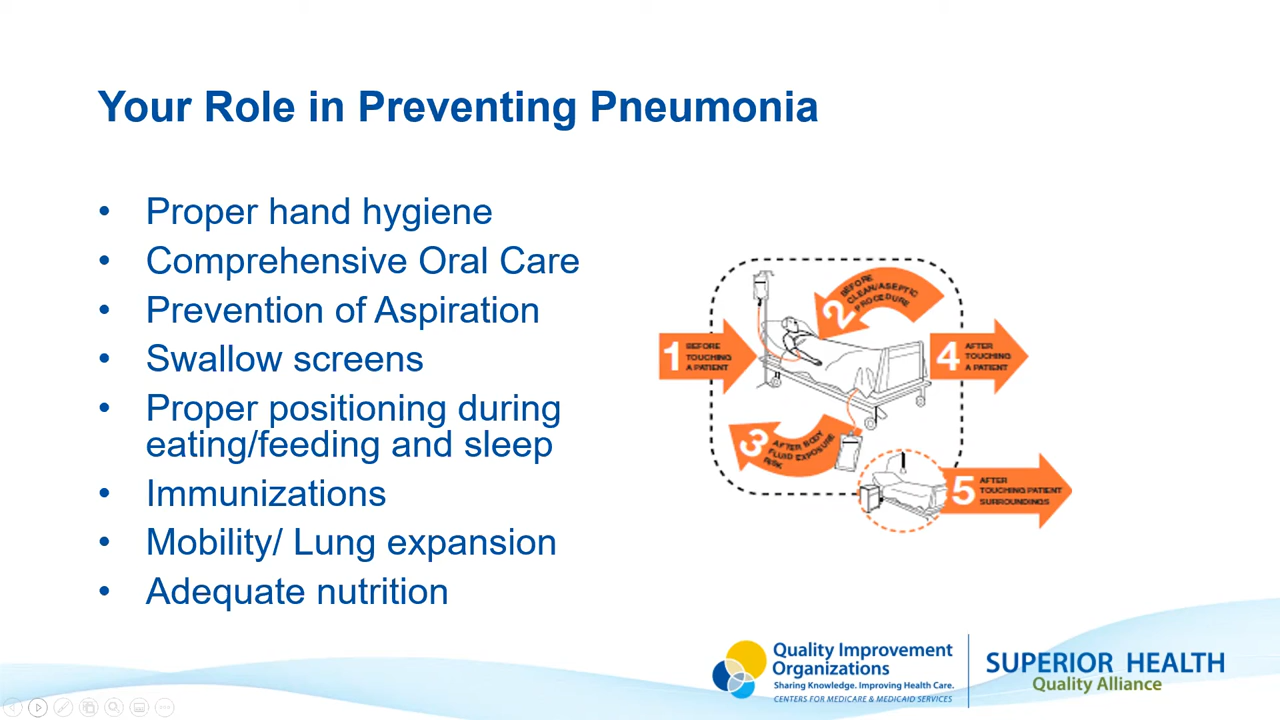 Your Role in Preventing Pneumonia
• Proper hand hygiene
• Comprehensive Oral Care
• Prevention of Aspiration
• Swallow screens
• Proper positioning during
eating/feeding and sleep
• Immunizations
• Mobility/ Lung expansion
• Adequate nutrition
1
BEFORE
TOUCHING
A PATIENT
2
BEFORE
CLEAN/ASEPTIC
PROCEDURE
3
AFTER BODY
FLUID EXPOSURE
RISK
4
AFTER
TOUCHING
A PATIENT
5
AFTER
TOUCHING PATIENT
SURROUNDINGS
Quality Improvement
Organizations
Sharing Knowledge. Improving Health Care.
CENTERS FOR MEDICARE & MEDICAID SERVICES
SUPERIOR HEALTH
Quality Alliance